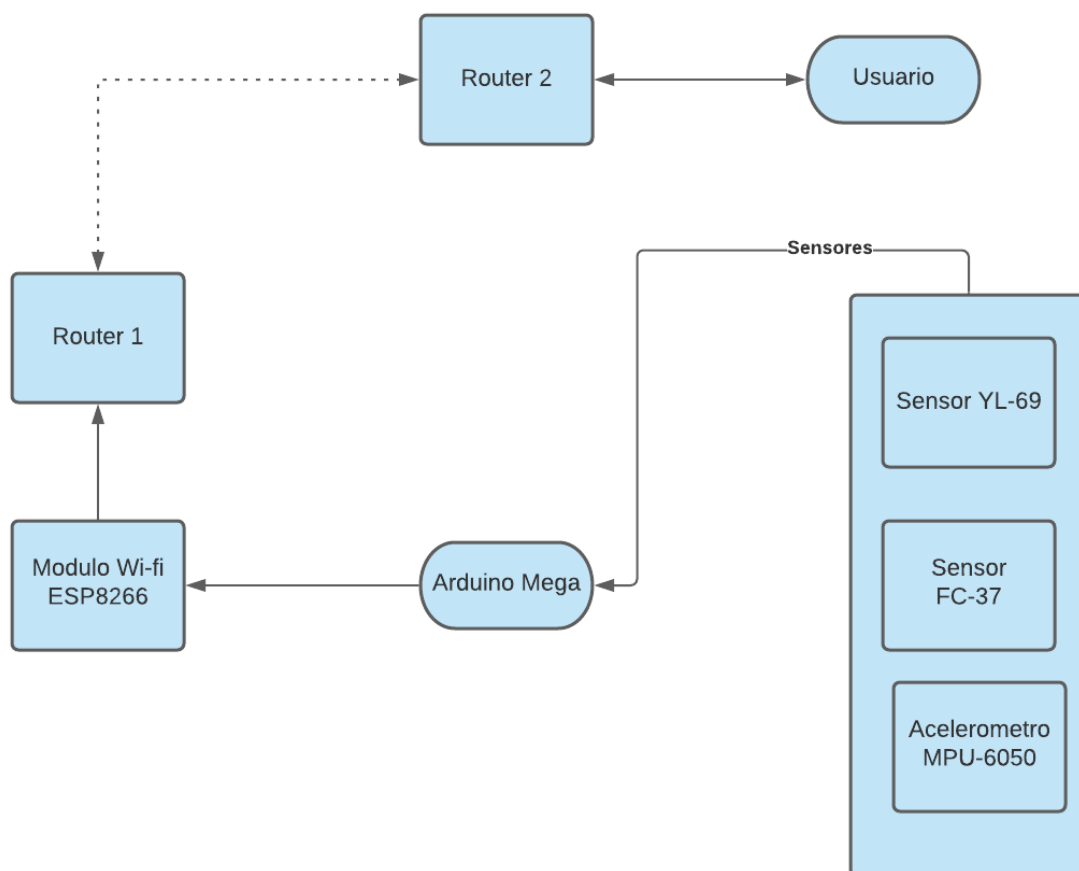 Router 2
Usuario
Sensores
Router 1
Sensor YL-69
Modulo Wi-fi
ESP8266
Arduino Mega
Sensor
FC-37
Acelerometro
MPU-6050